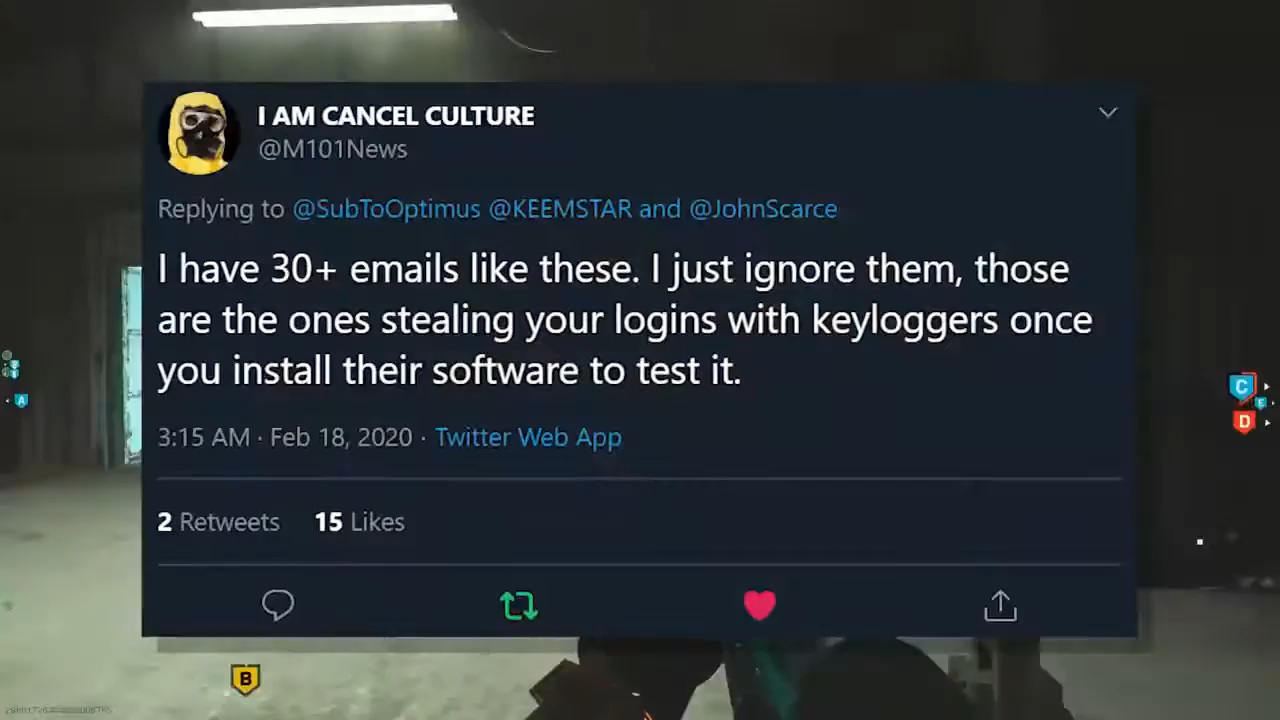 I AM CANCEL CULTURE
@M101News
Replying to @SubToOptimus @KEEMSTAR and @JohnScarce
I have 30+ emails like these. I just ignore them, those
are the ones stealing your logins with keyloggers once
you install their software to test it.
3:15 AM · Feb 18, 2020 · Twitter Web App
2 Retweets 15 Likes
A
C
E
D
B